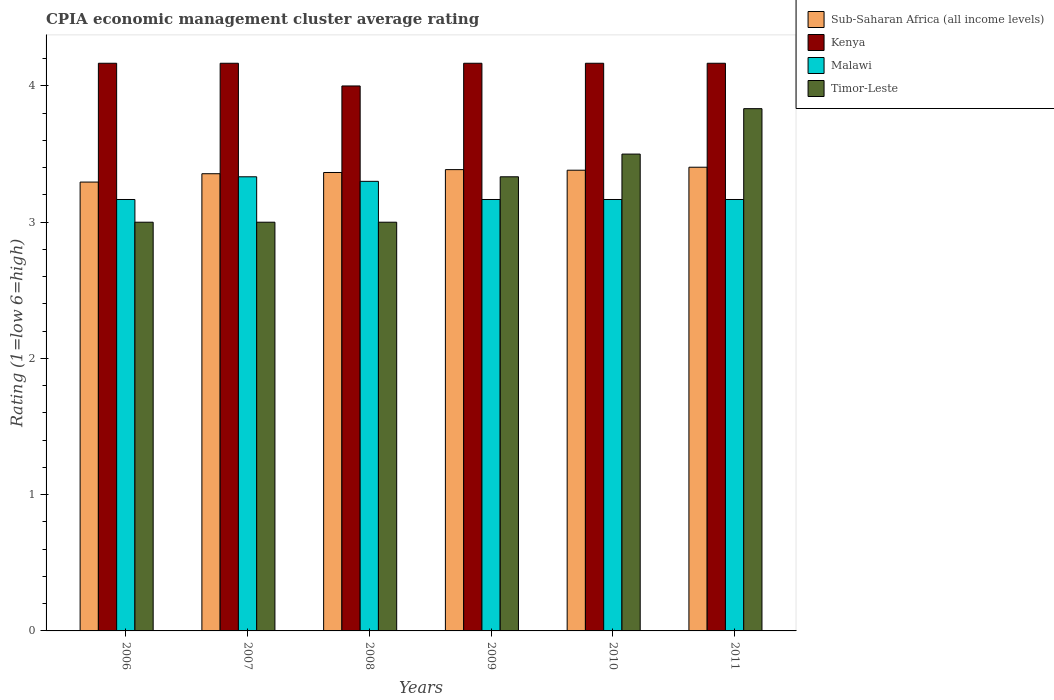 CPIA economic management cluster average rating
Sub-Saharan Africa (all income levels)
Kenya
Malawi
Timor-Leste
Rating (1=low 6=high)
4
3
2
1
0
2006
2007
2008
2009
2010
2011
Years